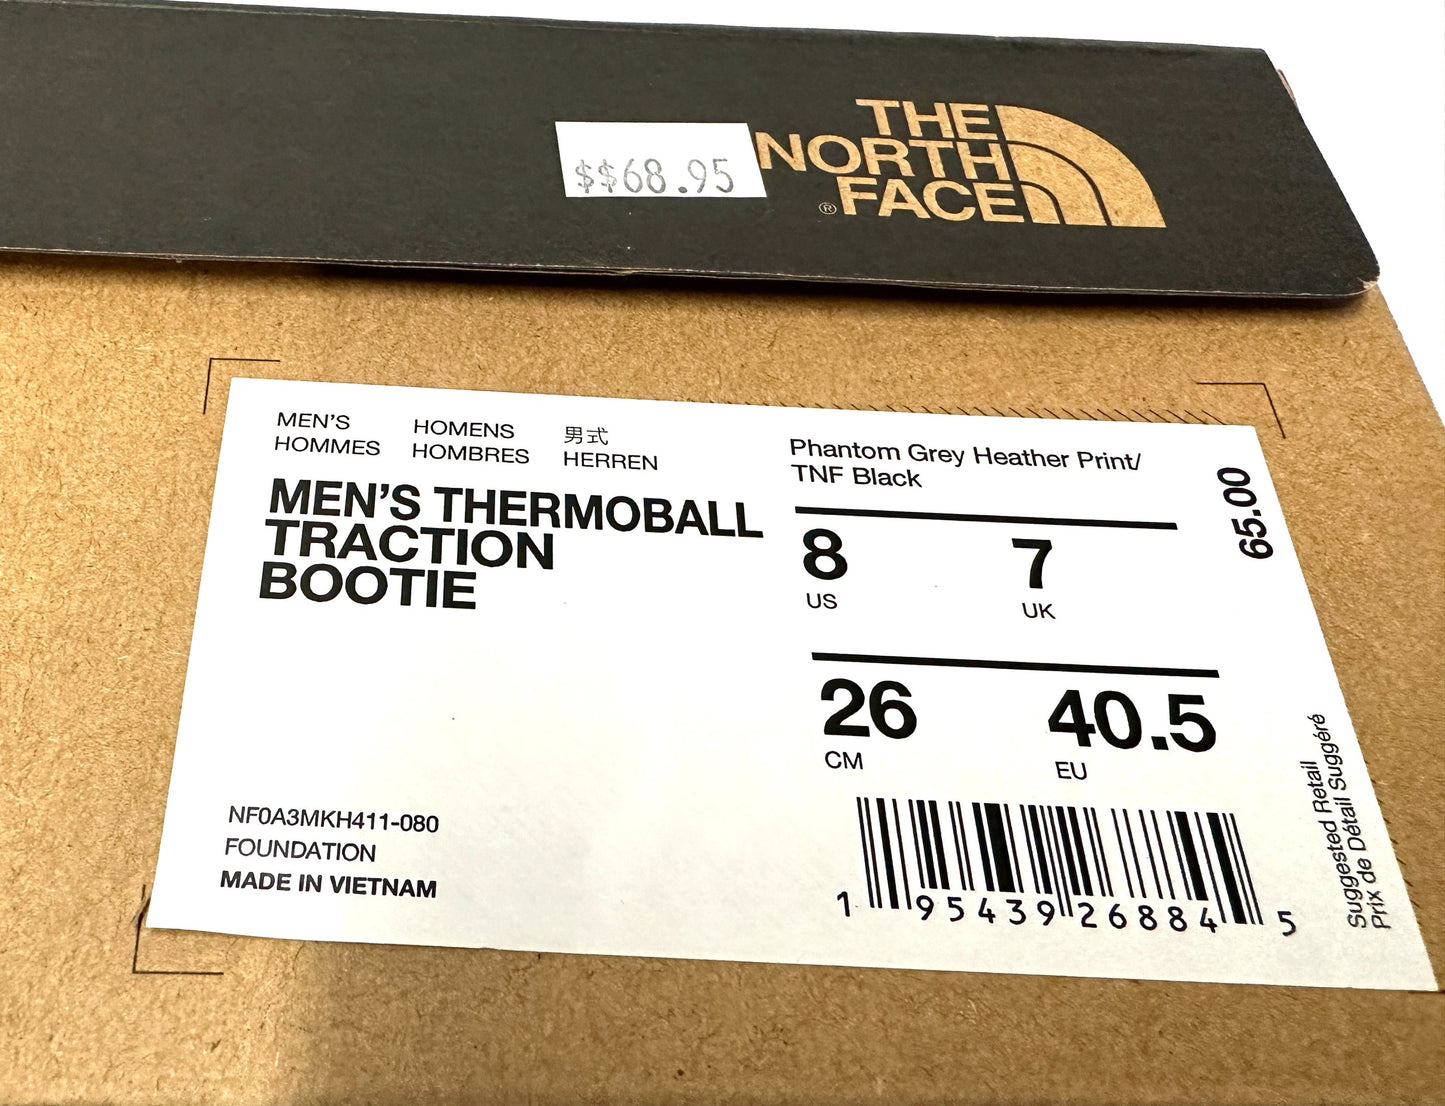 THE
NORTH
FACE
®
$$68.95
MEN'S HOMENS 男式
HOMMES HOMBRES HERREN
MEN'S THERMOBALL
TRACTION
BOOTIE
Phantom Grey Heather Print/
TNF Black
65.00
8 7
US UK
26 40.5
CM EU
NF0A3MKH411-080
FOUNDATION
MADE IN VIETNAM
1 95439 26884 5
Suggested Retail
Prix de Détail Suggéré